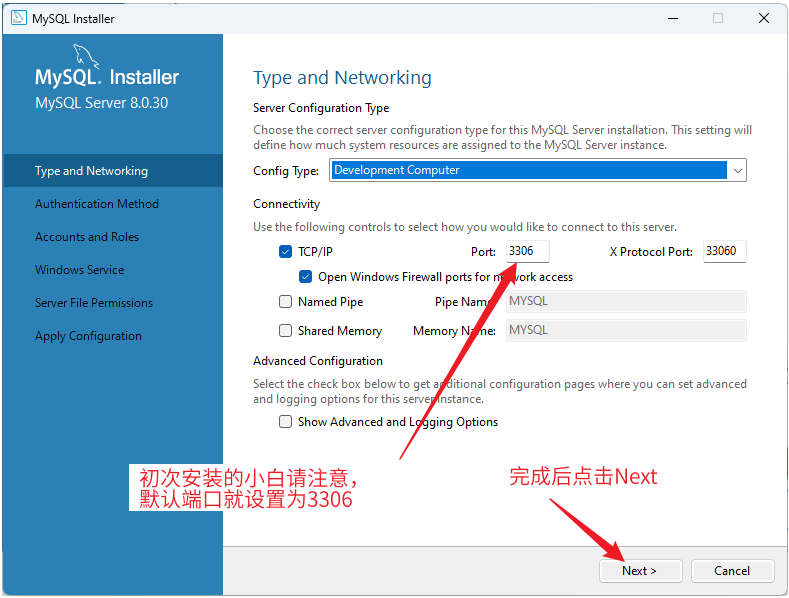 MySQL Installer
MySQL. Installer
MySQL Server 8.0.30
Type and Networking
Authentication Method
Accounts and Roles
Windows Service
Server File Permissions
Apply Configuration
Type and Networking
Server Configuration Type
Choose the correct server configuration type for this MySQL Server installation. This setting will
define how much system resources are assigned to the MySQL Server instance.
Config Type: Development Computer
Connectivity
Use the following controls to select how you would like to connect to this server.
TCP/IP Port: 3306 X Protocol Port: 33060
Open Windows Firewall ports for network access
Named Pipe Pipe Name: MYSQL
Shared Memory Memory Name: MYSQL
Advanced Configuration
Select the check box below to get additional configuration pages where you can set advanced
and logging options for this server instance.
Show Advanced and Logging Options
初次安装的小白请注意，
默认端口就设置为3306
完成后点击Next
Next > Cancel